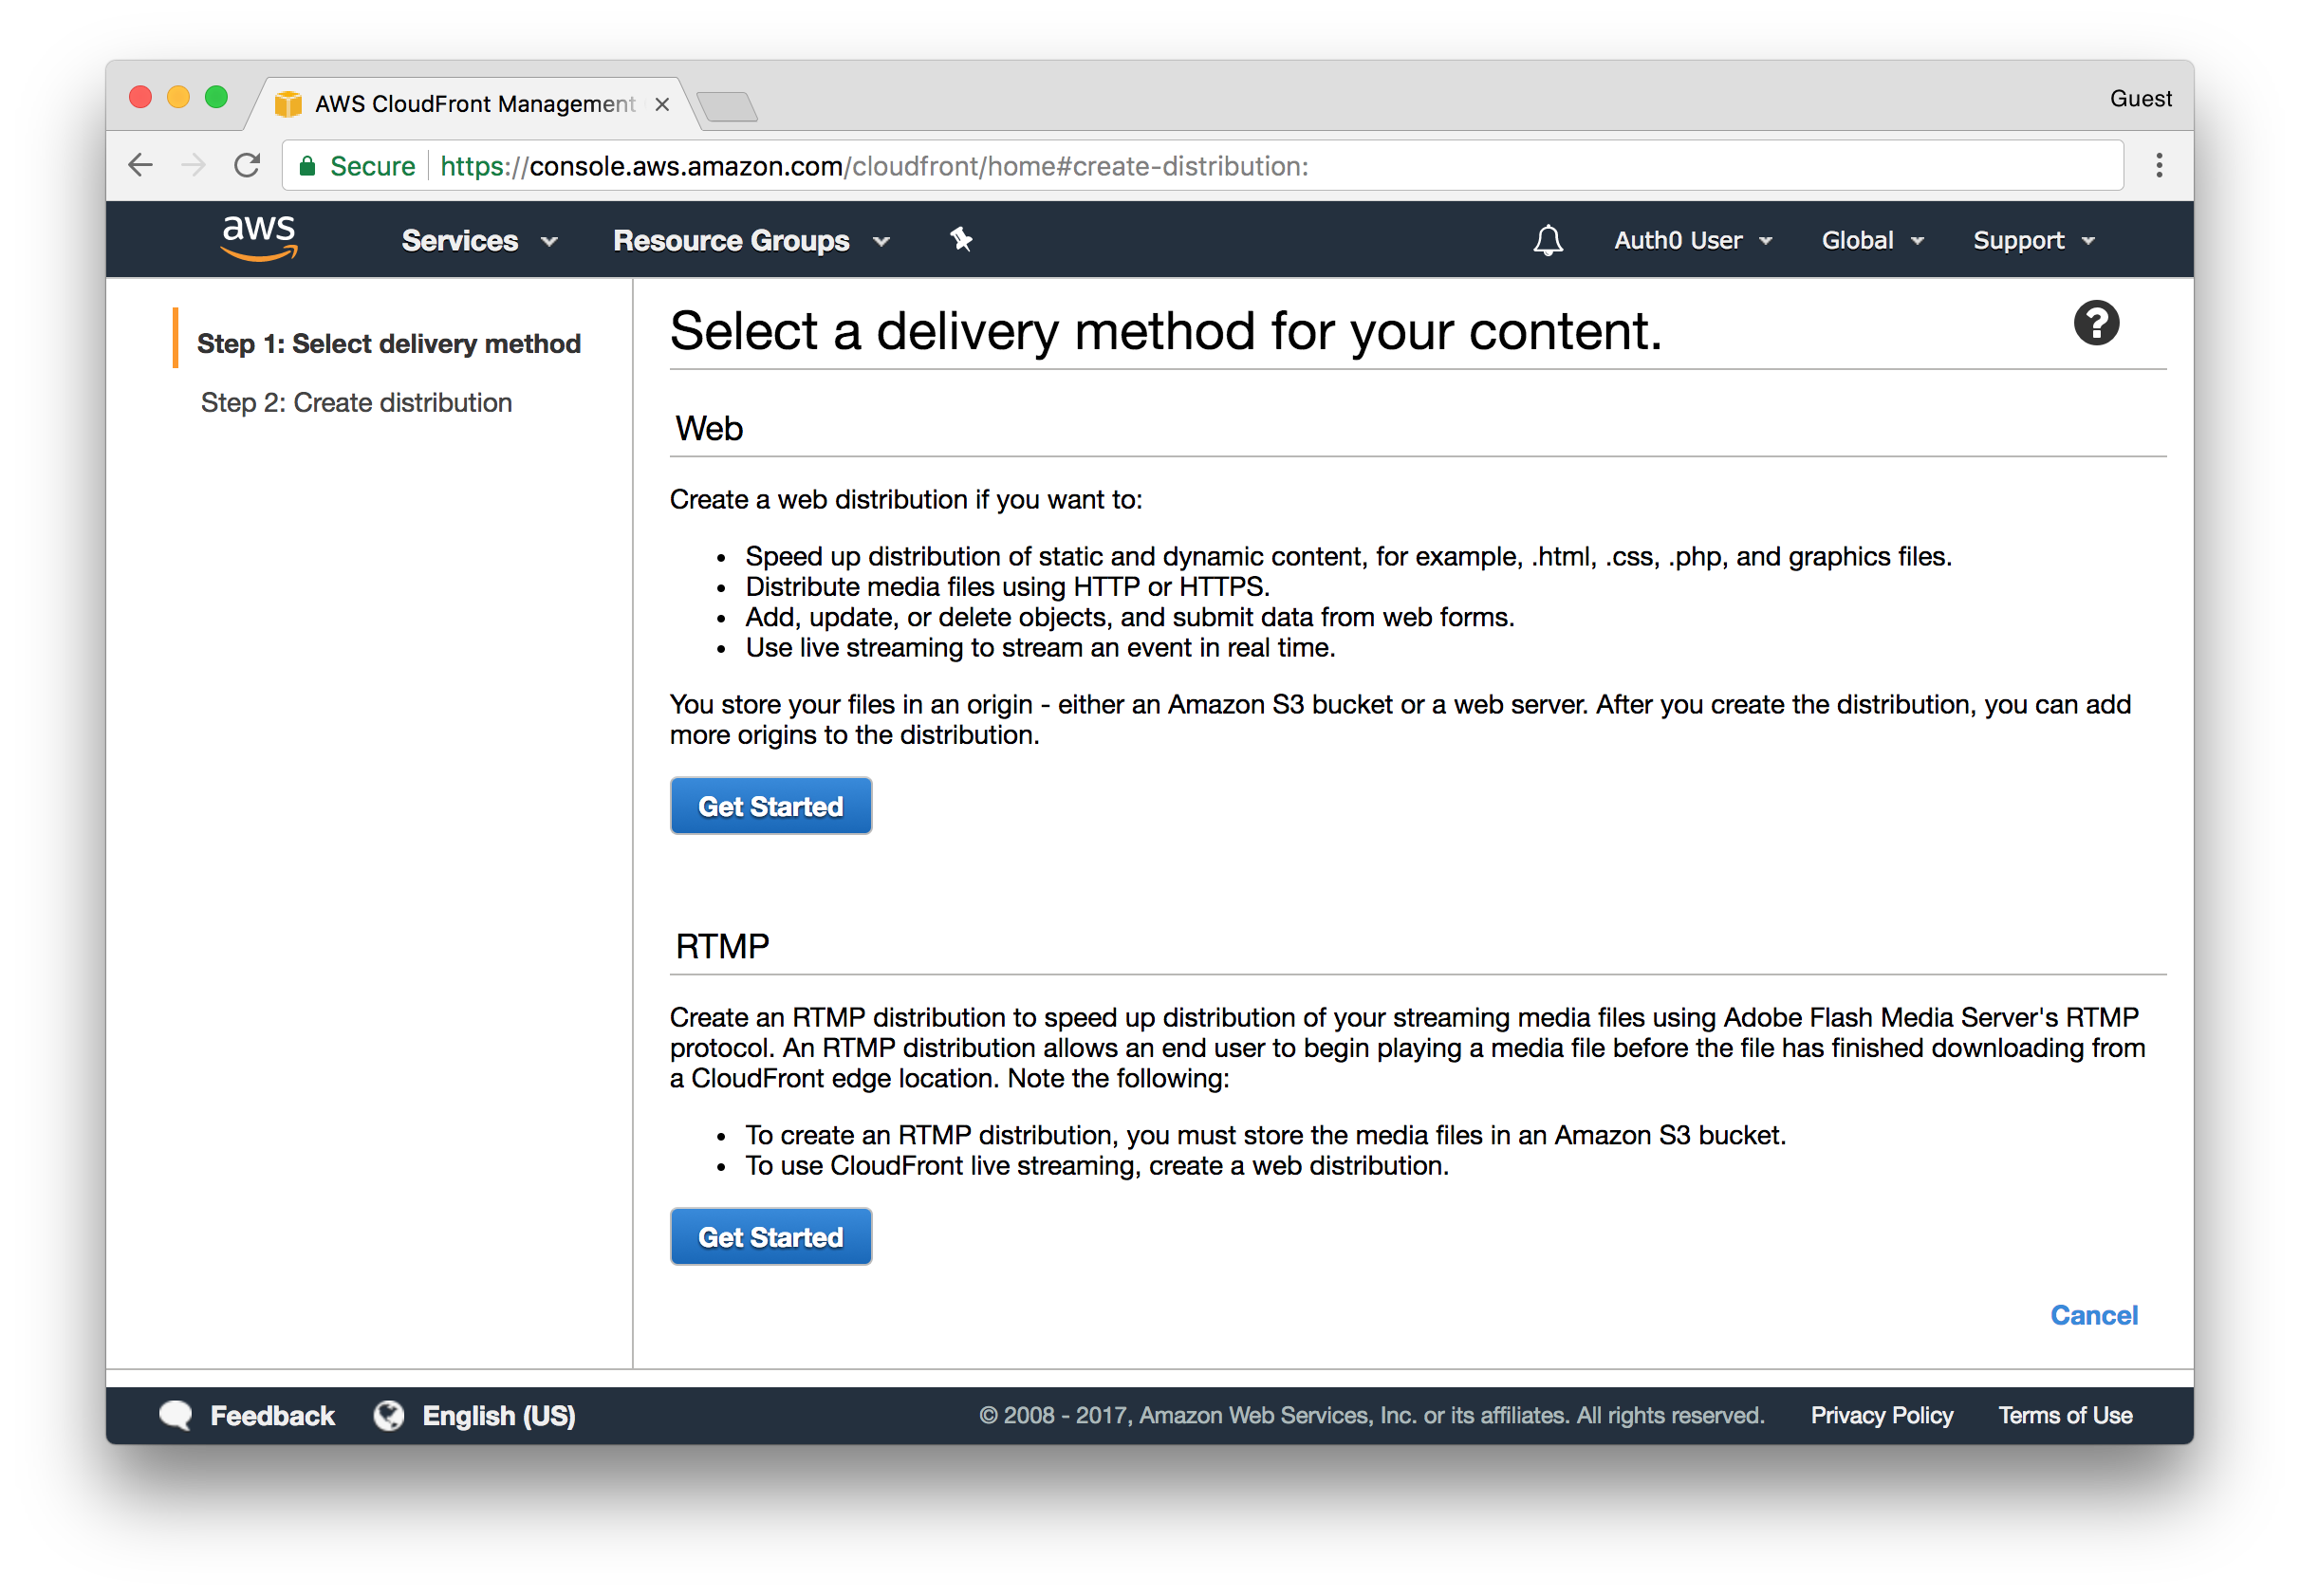 AWS CloudFront Management
Guest
Secure https://console.aws.amazon.com/cloudfront/home#create-distribution:
aws Services Resource Groups Auth0 User Global Support
Step 1: Select delivery method
Step 2: Create distribution
Select a delivery method for your content.
Web
Create a web distribution if you want to:
• Speed up distribution of static and dynamic content, for example, .html, .css, .php, and graphics files.
• Distribute media files using HTTP or HTTPS.
• Add, update, or delete objects, and submit data from web forms.
• Use live streaming to stream an event in real time.
You store your files in an origin - either an Amazon S3 bucket or a web server. After you create the distribution, you can add
more origins to the distribution.
Get Started
RTMP
Create an RTMP distribution to speed up distribution of your streaming media files using Adobe Flash Media Server's RTMP
protocol. An RTMP distribution allows an end user to begin playing a media file before the file has finished downloading from
a CloudFront edge location. Note the following:
• To create an RTMP distribution, you must store the media files in an Amazon S3 bucket.
• To use CloudFront live streaming, create a web distribution.
Get Started
Cancel
Feedback English (US) © 2008 - 2017, Amazon Web Services, Inc. or its affiliates. All rights reserved. Privacy Policy Terms of Use